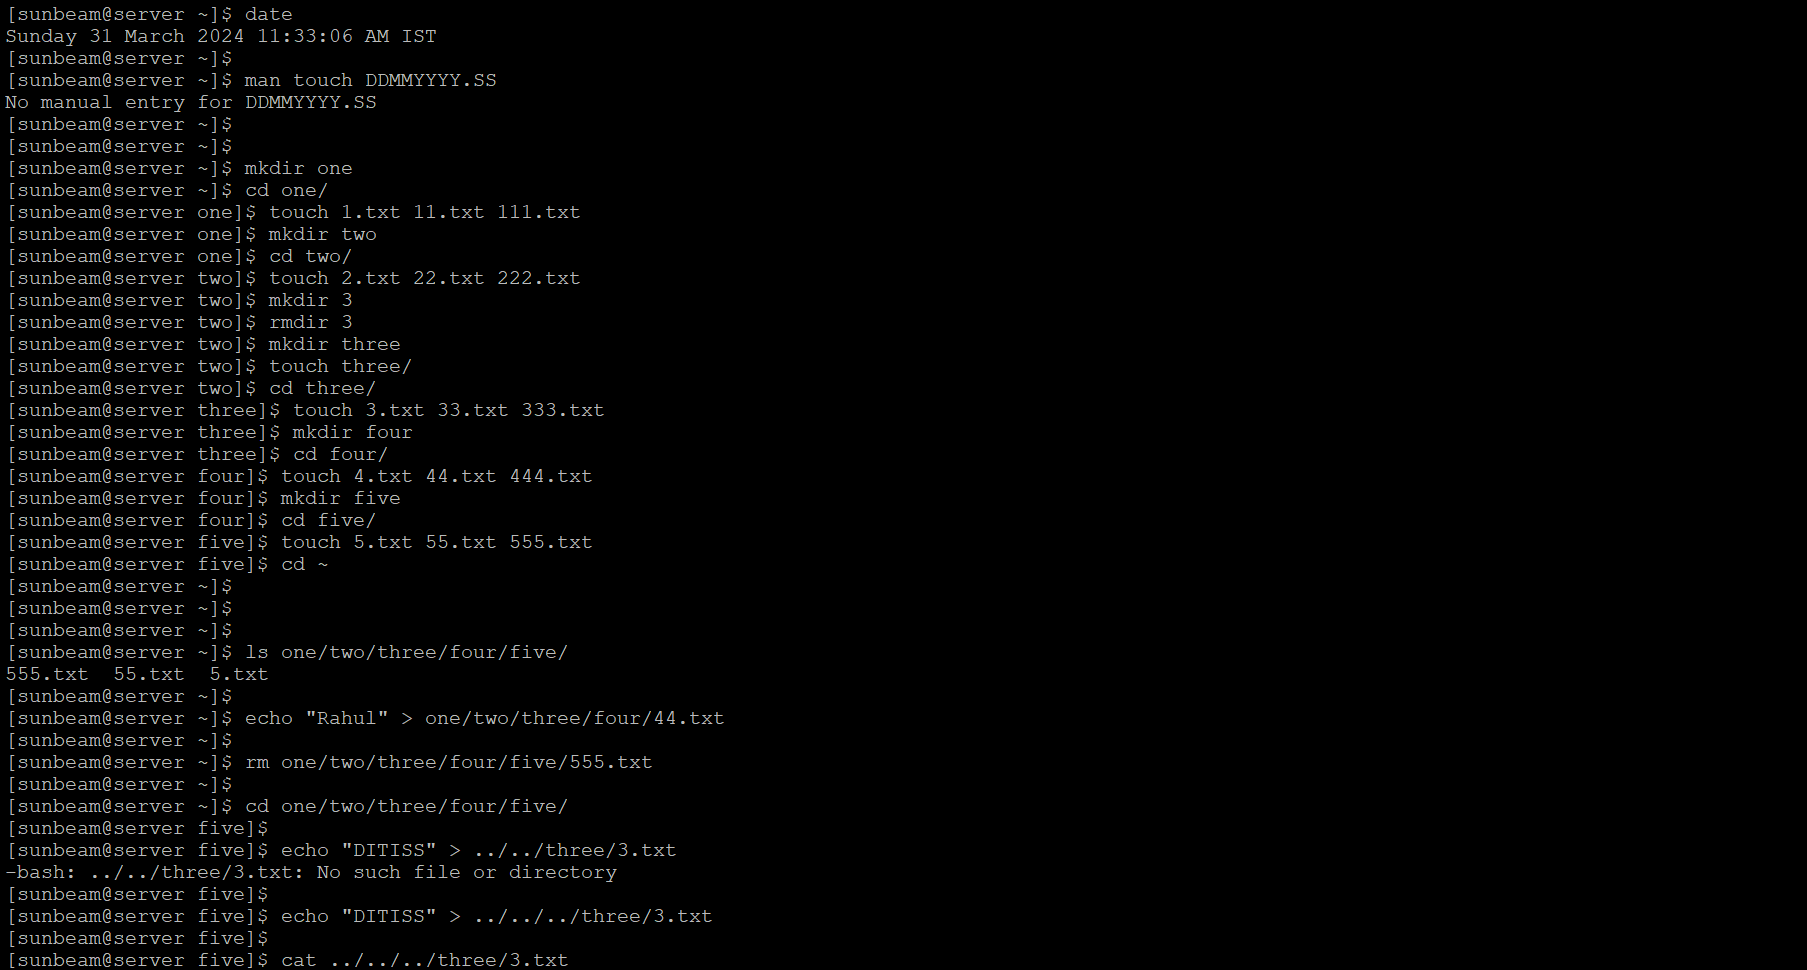 [sunbeam@server ~]$ date
Sunday 31 March 2024 11:33:06 AM IST
[sunbeam@server ~]$
[sunbeam@server ~]$ man touch DDMMYYYY.SS
No manual entry for DDMMYYYY.SS
[sunbeam@server ~]$
[sunbeam@server ~]$
[sunbeam@server ~]$ mkdir one
[sunbeam@server ~]$ cd one/
[sunbeam@server one]$ touch 1.txt 11.txt 111.txt
[sunbeam@server one]$ mkdir two
[sunbeam@server one]$ cd two/
[sunbeam@server two]$ touch 2.txt 22.txt 222.txt
[sunbeam@server two]$ mkdir 3
[sunbeam@server two]$ rmdir 3
[sunbeam@server two]$ mkdir three
[sunbeam@server two]$ touch three/
[sunbeam@server two]$ cd three/
[sunbeam@server three]$ touch 3.txt 33.txt 333.txt
[sunbeam@server three]$ mkdir four
[sunbeam@server three]$ cd four/
[sunbeam@server four]$ touch 4.txt 44.txt 444.txt
[sunbeam@server four]$ mkdir five
[sunbeam@server four]$ cd five/
[sunbeam@server five]$ touch 5.txt 55.txt 555.txt
[sunbeam@server five]$ cd ~
[sunbeam@server ~]$
[sunbeam@server ~]$
[sunbeam@server ~]$
[sunbeam@server ~]$ ls one/two/three/four/five/
555.txt  55.txt  5.txt
[sunbeam@server ~]$
[sunbeam@server ~]$ echo "Rahul" > one/two/three/four/44.txt
[sunbeam@server ~]$
[sunbeam@server ~]$ rm one/two/three/four/five/555.txt
[sunbeam@server ~]$
[sunbeam@server ~]$ cd one/two/three/four/five/
[sunbeam@server five]$
[sunbeam@server five]$ echo "DITISS" > ../../three/3.txt
-bash: ../../three/3.txt: No such file or directory
[sunbeam@server five]$
[sunbeam@server five]$ echo "DITISS" > ../../../three/3.txt
[sunbeam@server five]$
[sunbeam@server five]$ cat ../../../three/3.txt